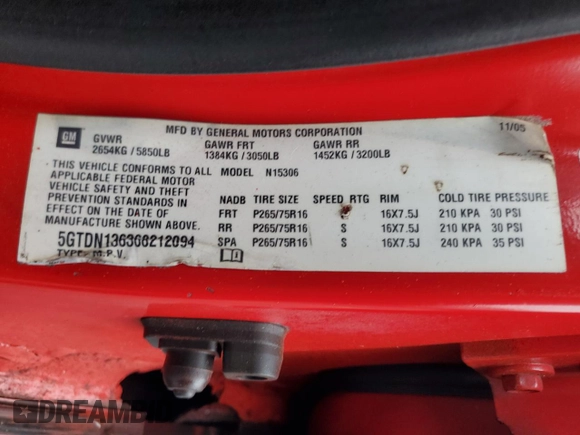 GM
MFD BY GENERAL MOTORS CORPORATION 11/05
GVWR GAWR FRT GAWR RR
2654KG / 5850LB 1384KG / 3050LB 1452KG / 3200LB
THIS VEHICLE CONFORMS TO ALL MODEL N15306
APPLICABLE FEDERAL MOTOR
VEHICLE SAFETY AND THEFT NADB TIRE SIZE SPEED RTG RIM COLD TIRE PRESSURE
PREVENTION STANDARDS IN FRT P265/75R16 16X7.5J 210 KPA 30 PSI
EFFECT ON THE DATE OF RR P265/75R16 S 16X7.5J 210 KPA 30 PSI
MANUFACTURE SHOWN ABOVE. SPA P265/75R16 S 16X7.5J 240 KPA 35 PSI
5GTDN136366212094
TYPE- M.P.V.
DREAMBID